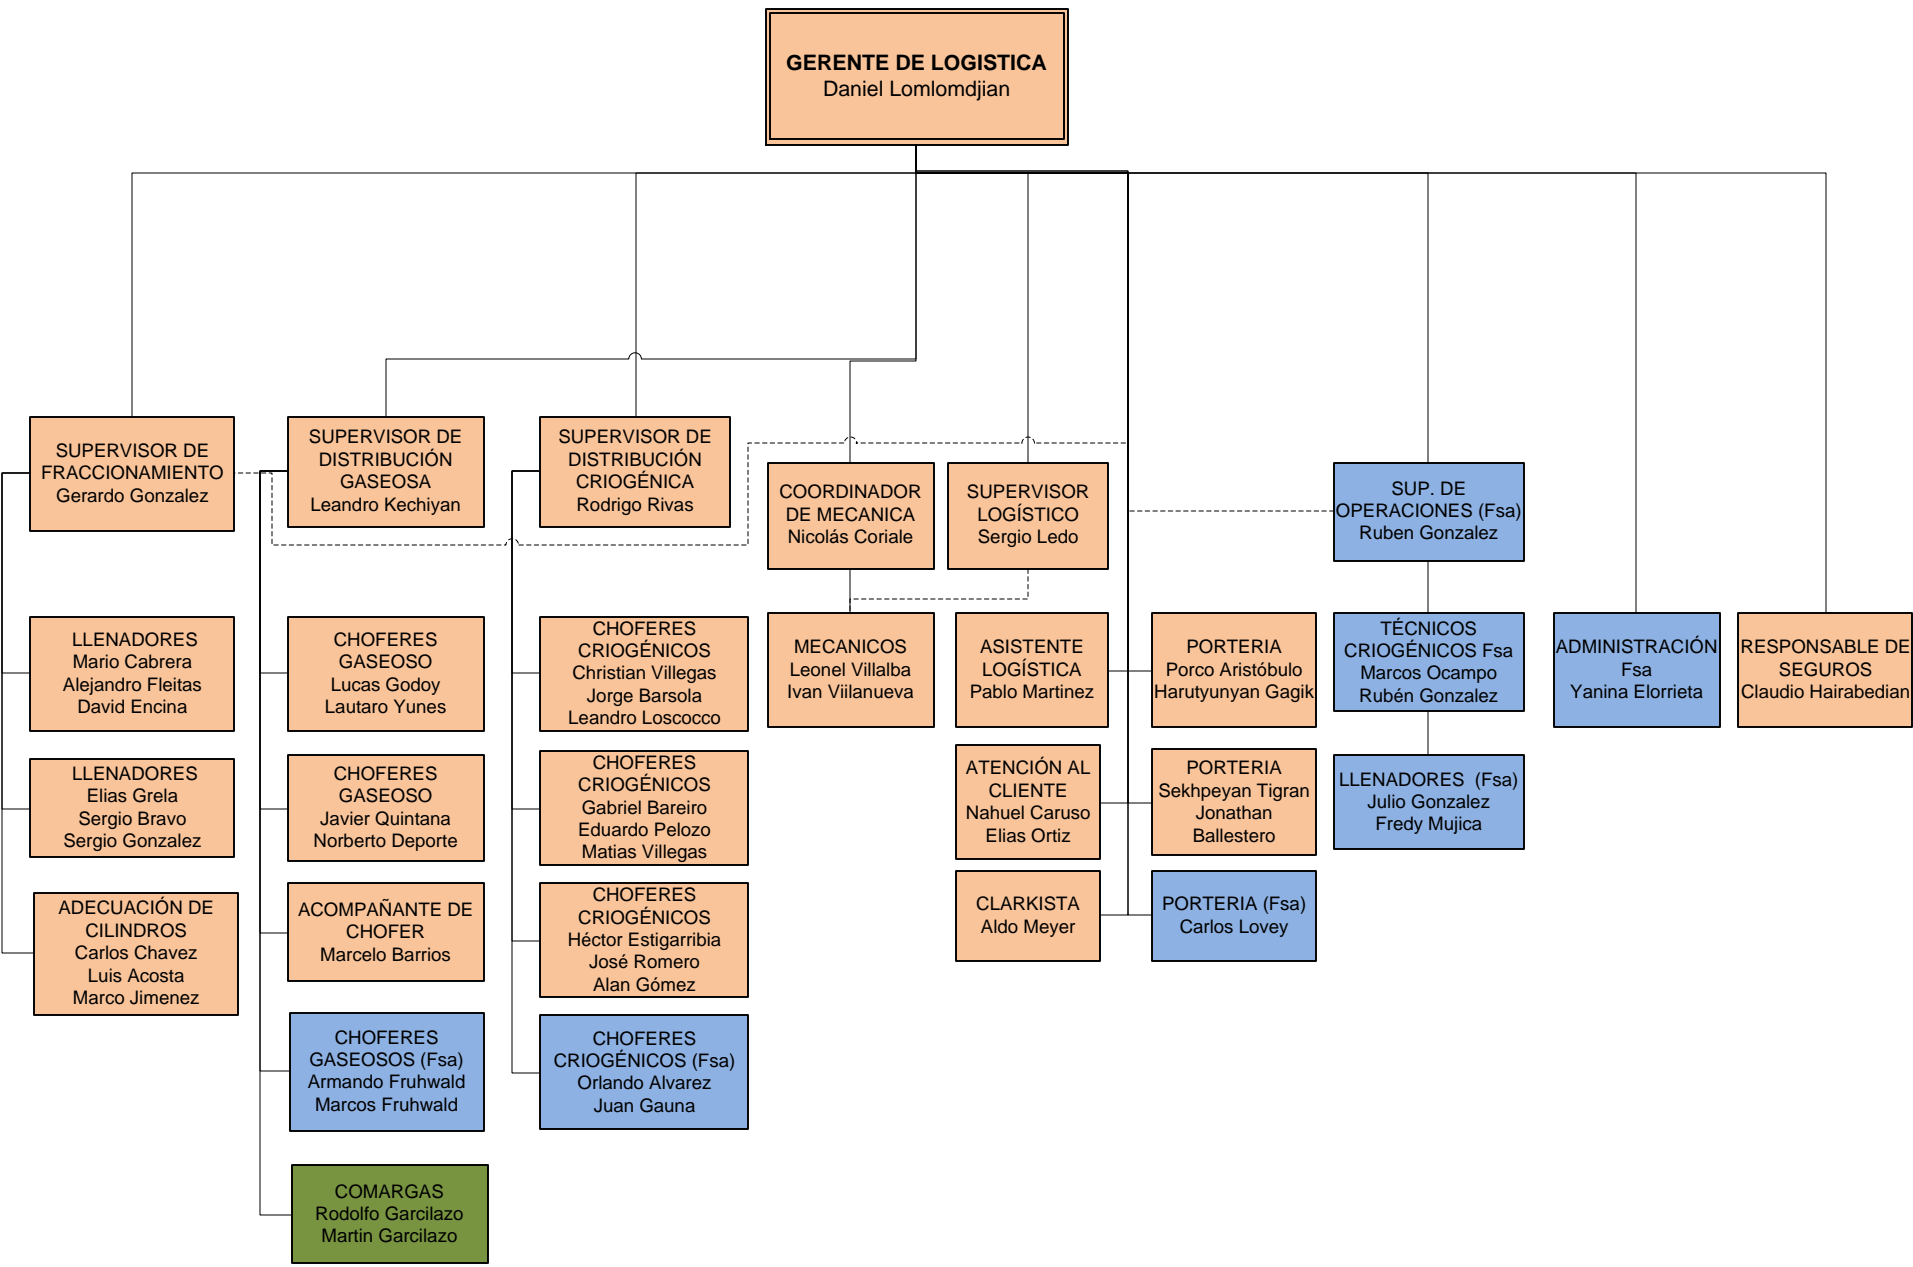 GERENTE DE LOGISTICA
Daniel Lomlomdjian
SUPERVISOR DE
FRACCIONAMIENTO
Gerardo Gonzalez
SUPERVISOR DE
DISTRIBUCIÓN
GASEOSA
Leandro Kechiyan
SUPERVISOR DE
DISTRIBUCIÓN
CRIOGÉNICA
Rodrigo Rivas
COORDINADOR
DE MECANICA
Nicolás Coriale
SUPERVISOR
LOGÍSTICO
Sergio Ledo
SUP. DE
OPERACIONES (Fsa)
Ruben Gonzalez
LLENADORES
Mario Cabrera
Alejandro Fleitas
David Encina
CHOFERES
GASEOSO
Lucas Godoy
Lautaro Yunes
CHOFERES
CRIOGÉNICOS
Christian Villegas
Jorge Barsola
Leandro Loscocco
MECANICOS
Leonel Villalba
Ivan Viilanueva
ASISTENTE
LOGÍSTICA
Pablo Martinez
PORTERIA
Porco Aristóbulo
Harutyunyan Gagik
TÉCNICOS
CRIOGÉNICOS Fsa
Marcos Ocampo
Rubén Gonzalez
ADMINISTRACIÓN
Fsa
Yanina Elorrieta
RESPONSABLE DE
SEGUROS
Claudio Hairabedian
LLENADORES
Elias Grela
Sergio Bravo
Sergio Gonzalez
CHOFERES
GASEOSO
Javier Quintana
Norberto Deporte
CHOFERES
CRIOGÉNICOS
Gabriel Bareiro
Eduardo Pelozo
Matias Villegas
ATENCIÓN AL
CLIENTE
Nahuel Caruso
Elias Ortiz
PORTERIA
Sekhpeyan Tigran
Jonathan
Ballestero
LLENADORES (Fsa)
Julio Gonzalez
Fredy Mujica
ADECUACIÓN DE
CILINDROS
Carlos Chavez
Luis Acosta
Marco Jimenez
ACOMPAÑANTE DE
CHOFER
Marcelo Barrios
CHOFERES
CRIOGÉNICOS
Héctor Estigarribia
José Romero
Alan Gómez
CLARKISTA
Aldo Meyer
PORTERIA (Fsa)
Carlos Lovey
CHOFERES
GASEOSOS (Fsa)
Armando Fruhwald
Marcos Fruhwald
CHOFERES
CRIOGÉNICOS (Fsa)
Orlando Alvarez
Juan Gauna
COMARGAS
Rodolfo Garcilazo
Martin Garcilazo